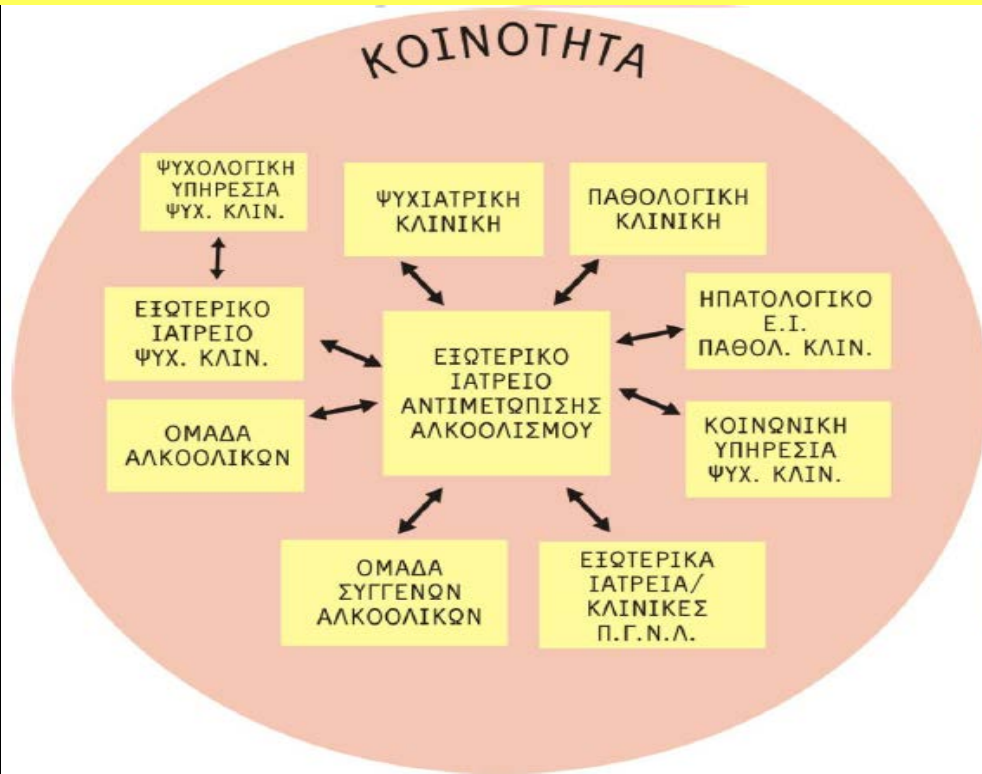 ΚΟΙΝΟΤΗΤΑ
ΨΥΧΟΛΟΓΙΚΗ
ΥΠΗΡΕΣΙΑ
ΨΥΧ. ΚΛΙΝ.
ΨΥΧΙΑΤΡΙΚΗ
ΚΛΙΝΙΚΗ
ΠΑΘΟΛΟΓΙΚΗ
ΚΛΙΝΙΚΗ
ΕΞΩΤΕΡΙΚΟ
ΙΑΤΡΕΙΟ
ΨΥΧ. ΚΛΙΝ.
ΕΞΩΤΕΡΙΚΟ
ΙΑΤΡΕΙΟ
ΑΝΤΙΜΕΤΩΠΙΣΗΣ
ΑΛΚΟΟΛΙΣΜΟΥ
ΗΠΑΤΟΛΟΓΙΚΟ
Ε.Ι.
ΠΑΘΟΛ. ΚΛΙΝ.
ΟΜΑΔΑ
ΑΛΚΟΟΛΙΚΩΝ
ΚΟΙΝΩΝΙΚΗ
ΥΠΗΡΕΣΙΑ
ΨΥΧ. ΚΛΙΝ.
ΟΜΑΔΑ
ΣΥΓΓΕΝΩΝ
ΑΛΚΟΟΛΙΚΩΝ
ΕΞΩΤΕΡΙΚΑ
ΙΑΤΡΕΙΑ/
ΚΛΙΝΙΚΕΣ
Π.Γ.Ν.Λ.